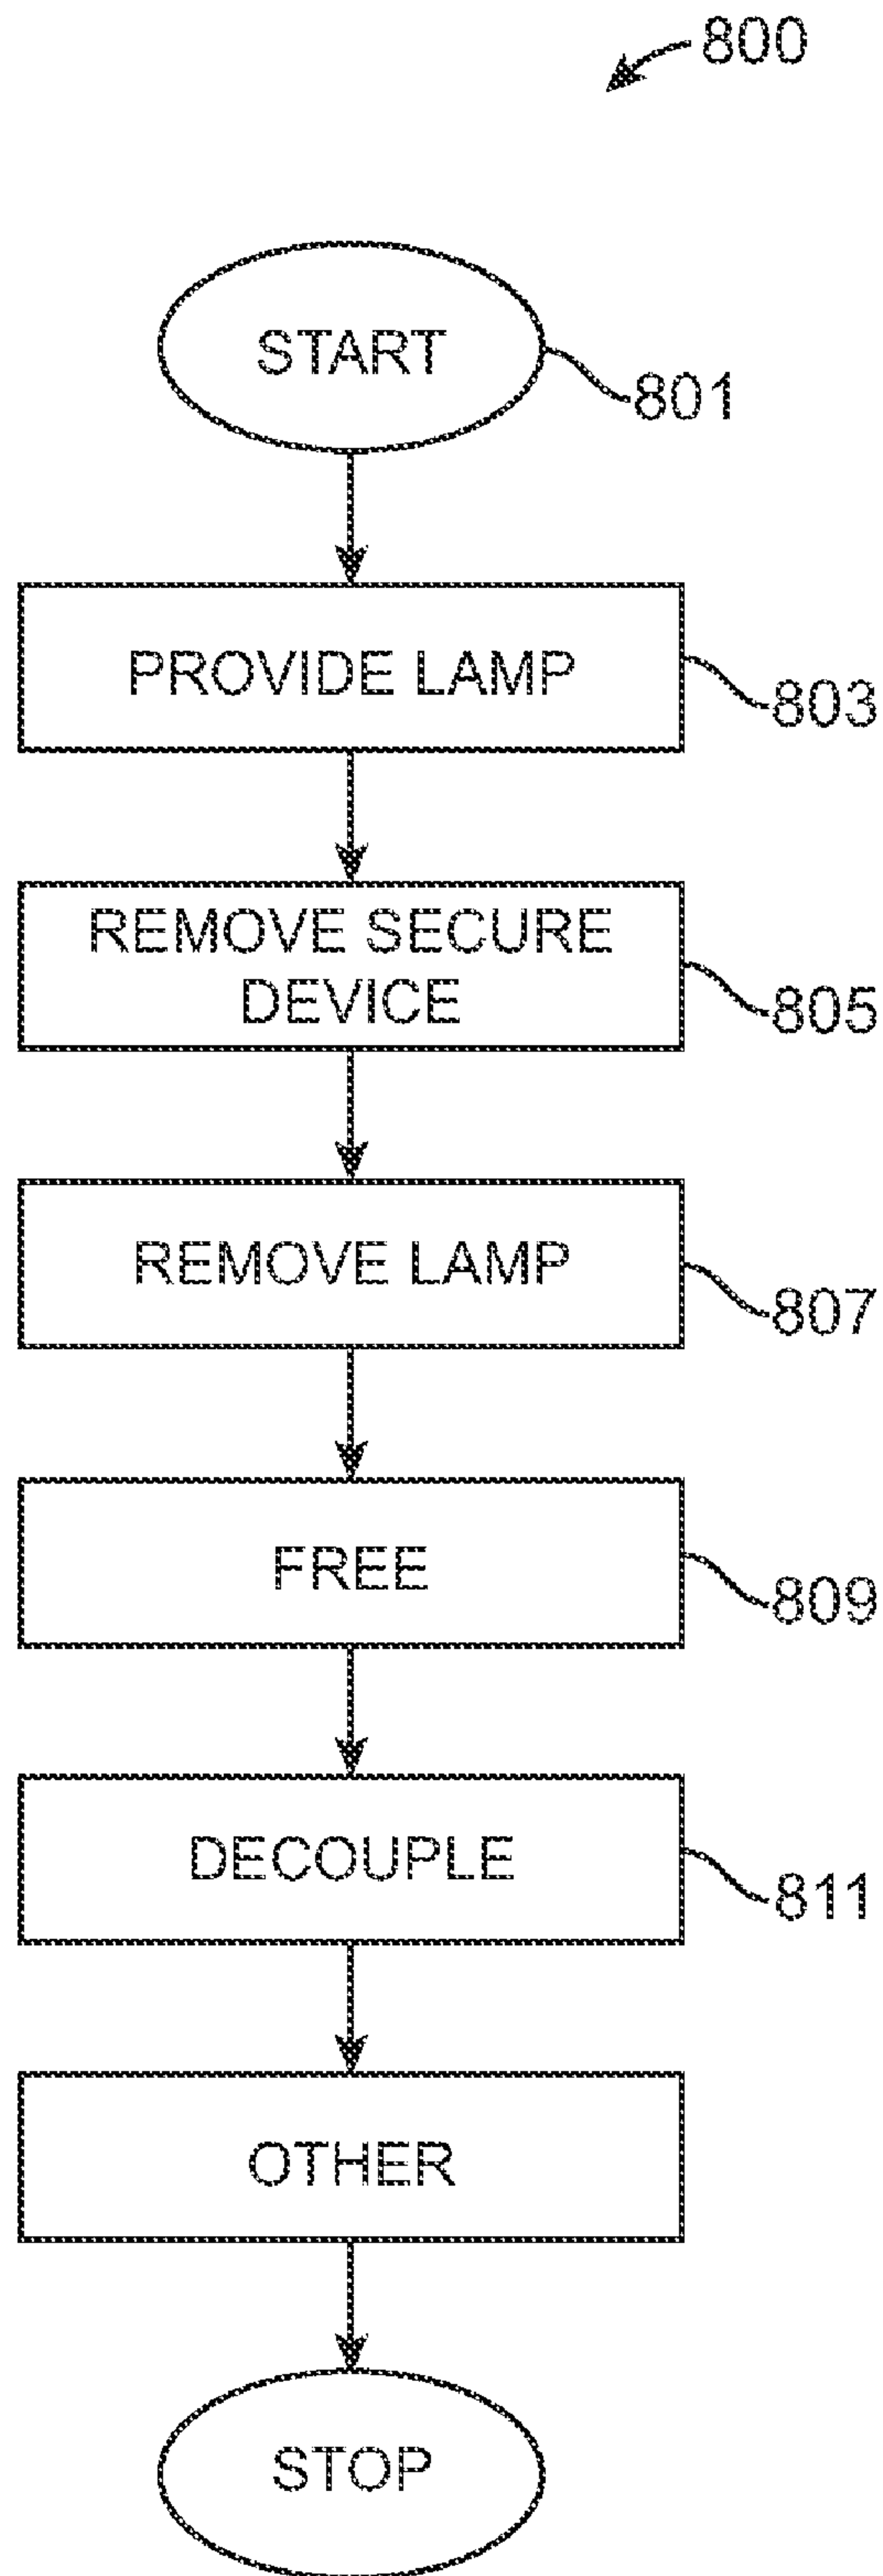 800
START
801
PROVIDE LAMP
803
REMOVE SECURE
DEVICE
805
REMOVE LAMP
807
FREE
809
DECOUPLE
811
OTHER
STOP